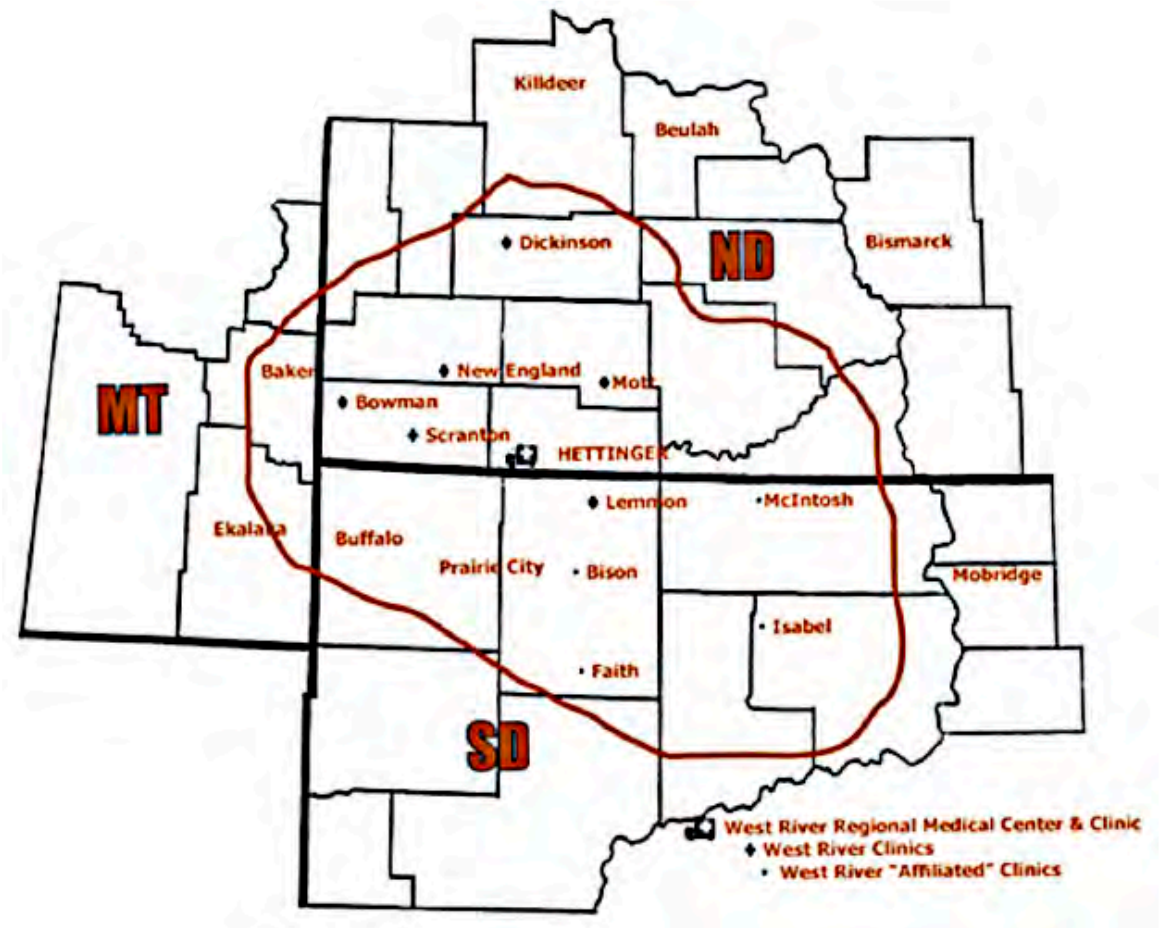 Killdeer
Beulah
Dickinson
ND
Bismarck
Baker
New England
Mott
MT
Bowman
Scranton
HETTINGER
Lemmon
McIntosh
Ekalaka
Buffalo
Prairie City
Bison
Mobridge
Isabel
Faith
SD
West River Regional Medical Center & Clinic
West River Clinics
West River "Affiliated" Clinics